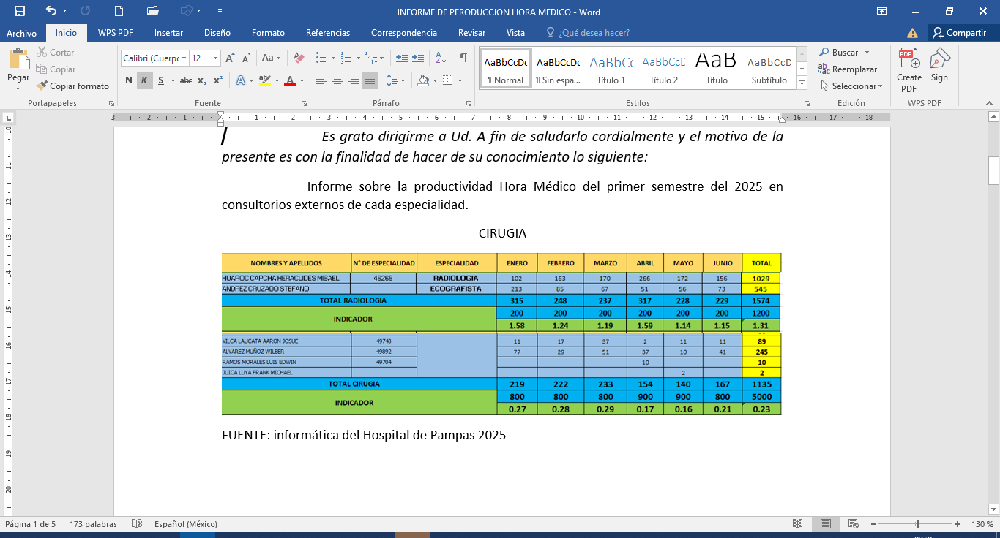 INFORME DE PERODUCCION HORA MEDICO - Word
Archivo Inicio WPS PDF Insertar Diseño Formato Referencias Correspondencia Revisar Vista ¿Qué desea hacer? Compartir
Pegar
Cortar
Copiar
Copiar formato
Portapapeles
Calibri (Cuerpo 12
N K S abc x₂ x²
Fuente
Párrafo
AaBbCcDc AaBbCcDc AaBbCc AaBbCcD AaB AaBbCcD
¶ Normal ¶ Sin espa... Título 1 Título 2 Título Subtítulo
Estilos
Buscar
Reemplazar
Seleccionar
Edición
Create PDF
Sign
WPS PDF
3 2 1 1 2 3 4 5 6 7 8 9 10 11 12 13 14 15 16 17 18
Es grato dirigirme a Ud. A fin de saludarlo cordialmente y el motivo de la
presente es con la finalidad de hacer de su conocimiento lo siguiente:
Informe sobre la productividad Hora Médico del primer semestre del 2025 en
consultorios externos de cada especialidad.
CIRUGIA
NOMBRES Y APELLIDOS N° DE ESPECIALIDAD ESPECIALIDAD ENERO FEBRERO MARZO ABRIL MAYO JUNIO TOTAL
HUAROC CAPCHA HERACLIDES MISAEL 46265 RADIOLOGIA 102 163 170 266 172 156 1029
ANDREZ CRUZADO STEFANO ECOGRAFISTA 213 85 67 51 56 73 545
TOTAL RADIOLOGIA 315 248 237 317 228 229 1574
INDICADOR 200 200 200 200 200 200 1200
1.58 1.24 1.19 1.59 1.14 1.15 1.31
VILCA LAUCATA AARON JOSUE 49748 11 17 37 2 11 11 89
ALVAREZ MUÑOZ WILBER 49892 77 29 51 37 10 41 245
RAMOS MORALES LUIS EDWIN 49704 10 10
JUICA LUYA FRANK MICHAEL 2 2
TOTAL CIRUGIA 219 222 233 154 140 167 1135
INDICADOR 800 800 800 900 900 800 5000
0.27 0.28 0.29 0.17 0.16 0.21 0.23
FUENTE: informática del Hospital de Pampas 2025
Página 1 de 5 173 palabras Español (México) 130 %